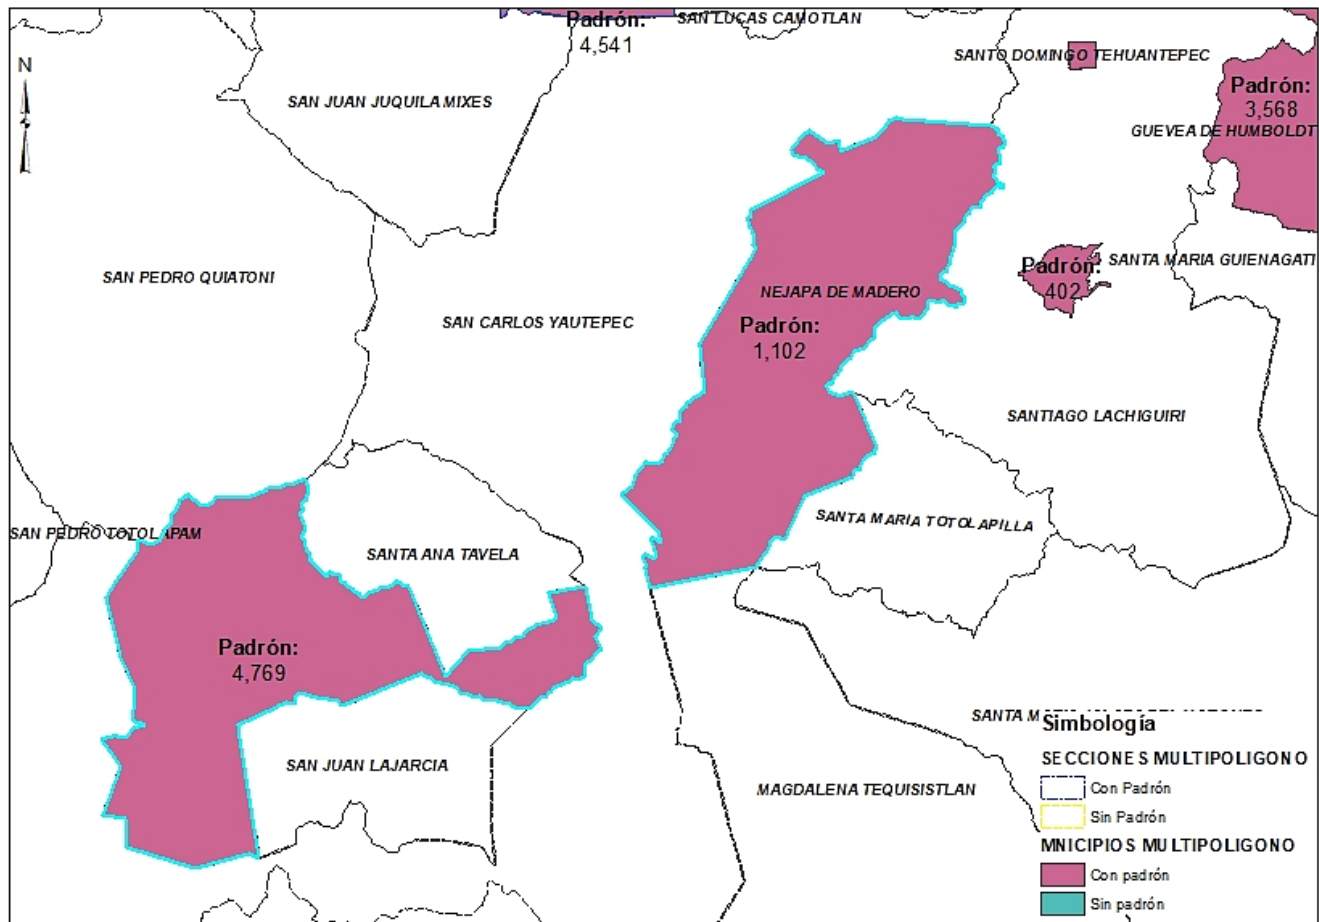 Padrón:
4,541
SAN LUCAS CAMOTLAN
SANTO DOMINGO TEHUANTEPEC
N
SAN JUAN JUQUILA MIXES
Padrón:
3,568
GUEVEA DE HUMBOLDT
SAN PEDRO QUIATONI
SANTA MARIA GUIENAGATI
Padrón:
402
NEJAPA DE MADERO
SAN CARLOS YAUTEPEC
Padrón:
1,102
SANTIAGO LACHIGUIRI
SANTA MARIA TOTOLAPILLA
SAN PEDRO TOTOLAPAM
SANTA ANA TAVELA
Padrón:
4,769
SANTA M
SAN JUAN LAJARCIA
MAGDALENA TEQUISISTLAN
Simbología
SECCIONES MULTIPOLIGONO
Con Padrón
Sin Padrón
MNICIPIOS MULTIPOLIGONO
Con padrón
Sin padrón